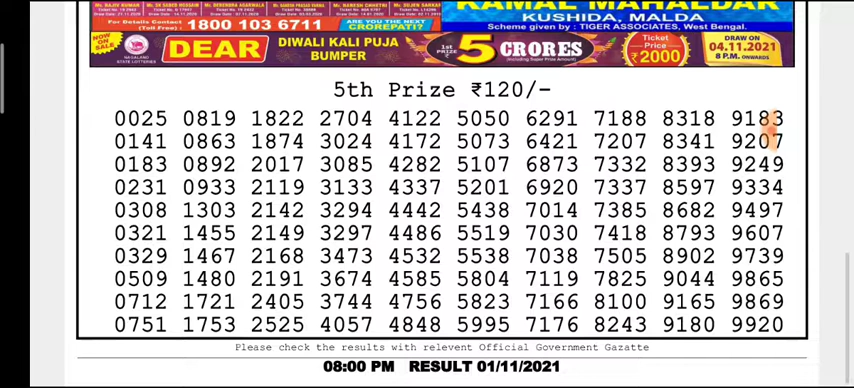 For Details Contact
(Toll Free) 1800 103 6711
ARE YOU THE NEXT
CROREPATI?
KAMAL MAHALDAR
KUSHIDA, MALDA
Scheme given by : TIGER ASSOCIATES, West Bengal.
NOW ON SALE
NAGALAND
STATE LOTTERIES
DEAR
DIWALI KALI PUJA
BUMPER
1st PRIZE ₹ 5 CRORES
Ticket Price ₹2000
DRAW ON
04.11.2021
8 P.M. ONWARDS
5th Prize ₹120/-
0025 0819 1822 2704 4122 5050 6291 7188 8318 9183
0141 0863 1874 3024 4172 5073 6421 7207 8341 9207
0183 0892 2017 3085 4282 5107 6873 7332 8393 9249
0231 0933 2119 3133 4337 5201 6920 7337 8597 9334
0308 1303 2142 3294 4442 5438 7014 7385 8682 9497
0321 1455 2149 3297 4486 5519 7030 7418 8793 9607
0329 1467 2168 3473 4532 5538 7038 7505 8902 9739
0509 1480 2191 3674 4585 5804 7119 7825 9044 9865
0712 1721 2405 3744 4756 5823 7166 8100 9165 9869
0751 1753 2525 4057 4848 5995 7176 8243 9180 9920
Please check the results with relevent Official Government Gazatte
08:00 PM RESULT 01/11/2021